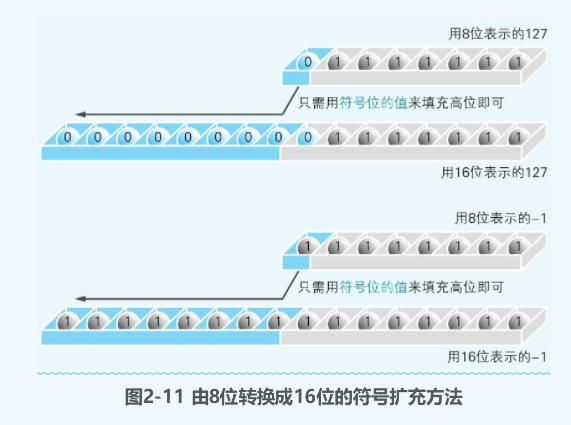 用8位表示的127
0 1 1 1 1 1 1 1
只需用符号位的值来填充高位即可
0 0 0 0 0 0 0 0 0 1 1 1 1 1 1 1
用16位表示的127
用8位表示的-1
1 1 1 1 1 1 1 1
只需用符号位的值来填充高位即可
1 1 1 1 1 1 1 1 1 1 1 1 1 1 1 1
用16位表示的-1
图2-11 由8位转换成16位的符号扩充方法